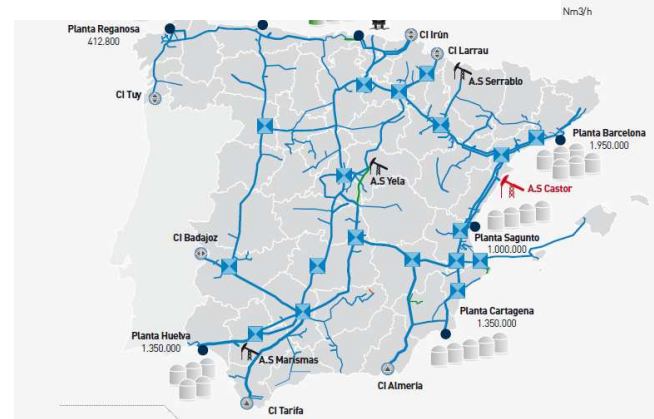 Nm3/h
Planta Reganosa
412.800
CI Irún
CI Larrau
A.S Serrablo
CI Tuy
Planta Barcelona
1.950.000
A.S Yela
A.S Castor
Planta Sagunto
1.000.000
CI Badajoz
Planta Cartagena
1.350.000
Planta Huelva
1.350.000
A.S Marismas
CI Almeria
CI Tarifa